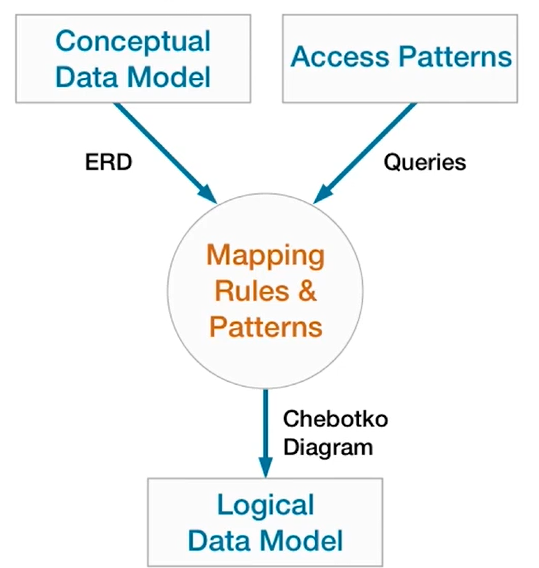 Conceptual
Data Model
Access Patterns
ERD
Queries
Mapping
Rules &
Patterns
Chebotko
Diagram
Logical
Data Model